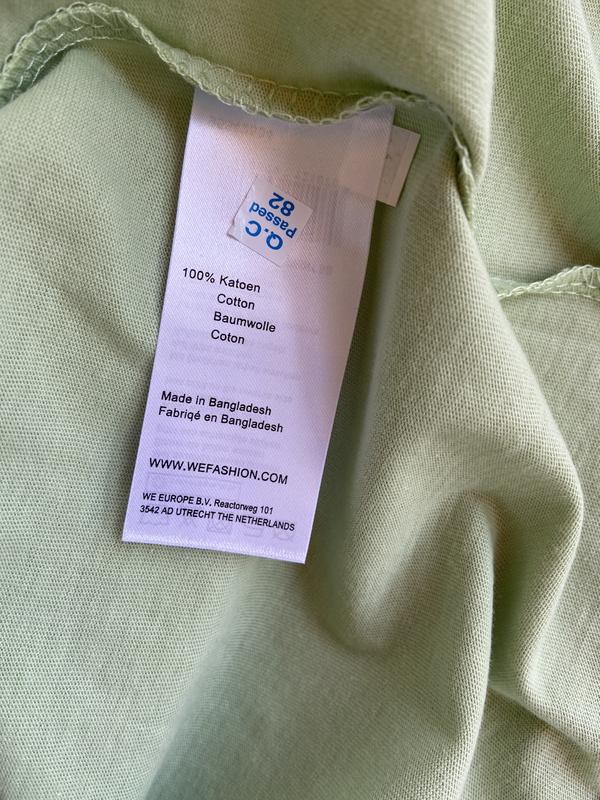 Q.C
Passed
82
100% Katoen
Cotton
Baumwolle
Coton
Made in Bangladesh
Fabriqé en Bangladesh
WWW.WEFASHION.COM
WE EUROPE B.V. Reactorweg 101
3542 AD UTRECHT THE NETHERLANDS